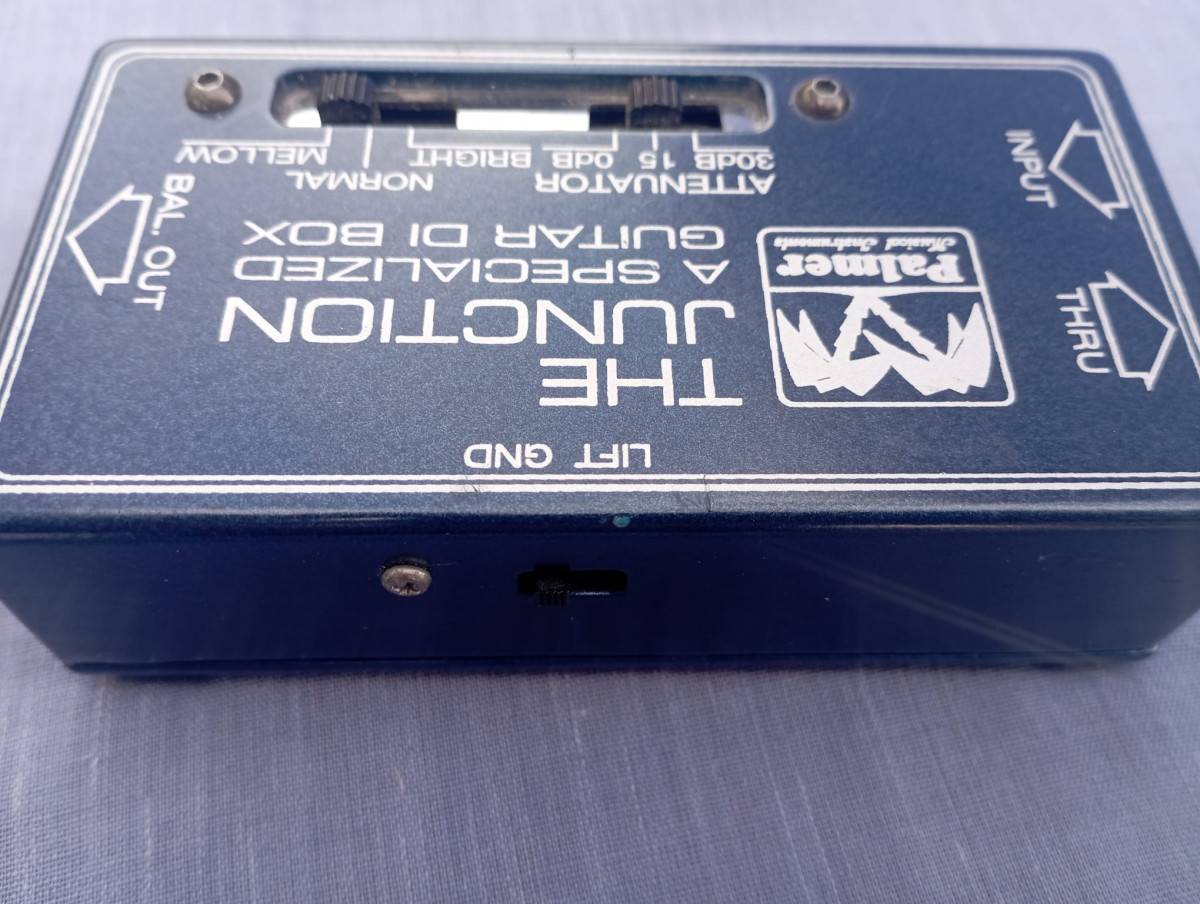 INPUT
THRU
30dB 15 0dB BRIGHT MELLOW
ATTENUATOR NORMAL
Palmer
Musical Instruments
THE
JUNCTION
A SPECIALIZED
GUITAR DI BOX
BAL. OUT
LIFT GND